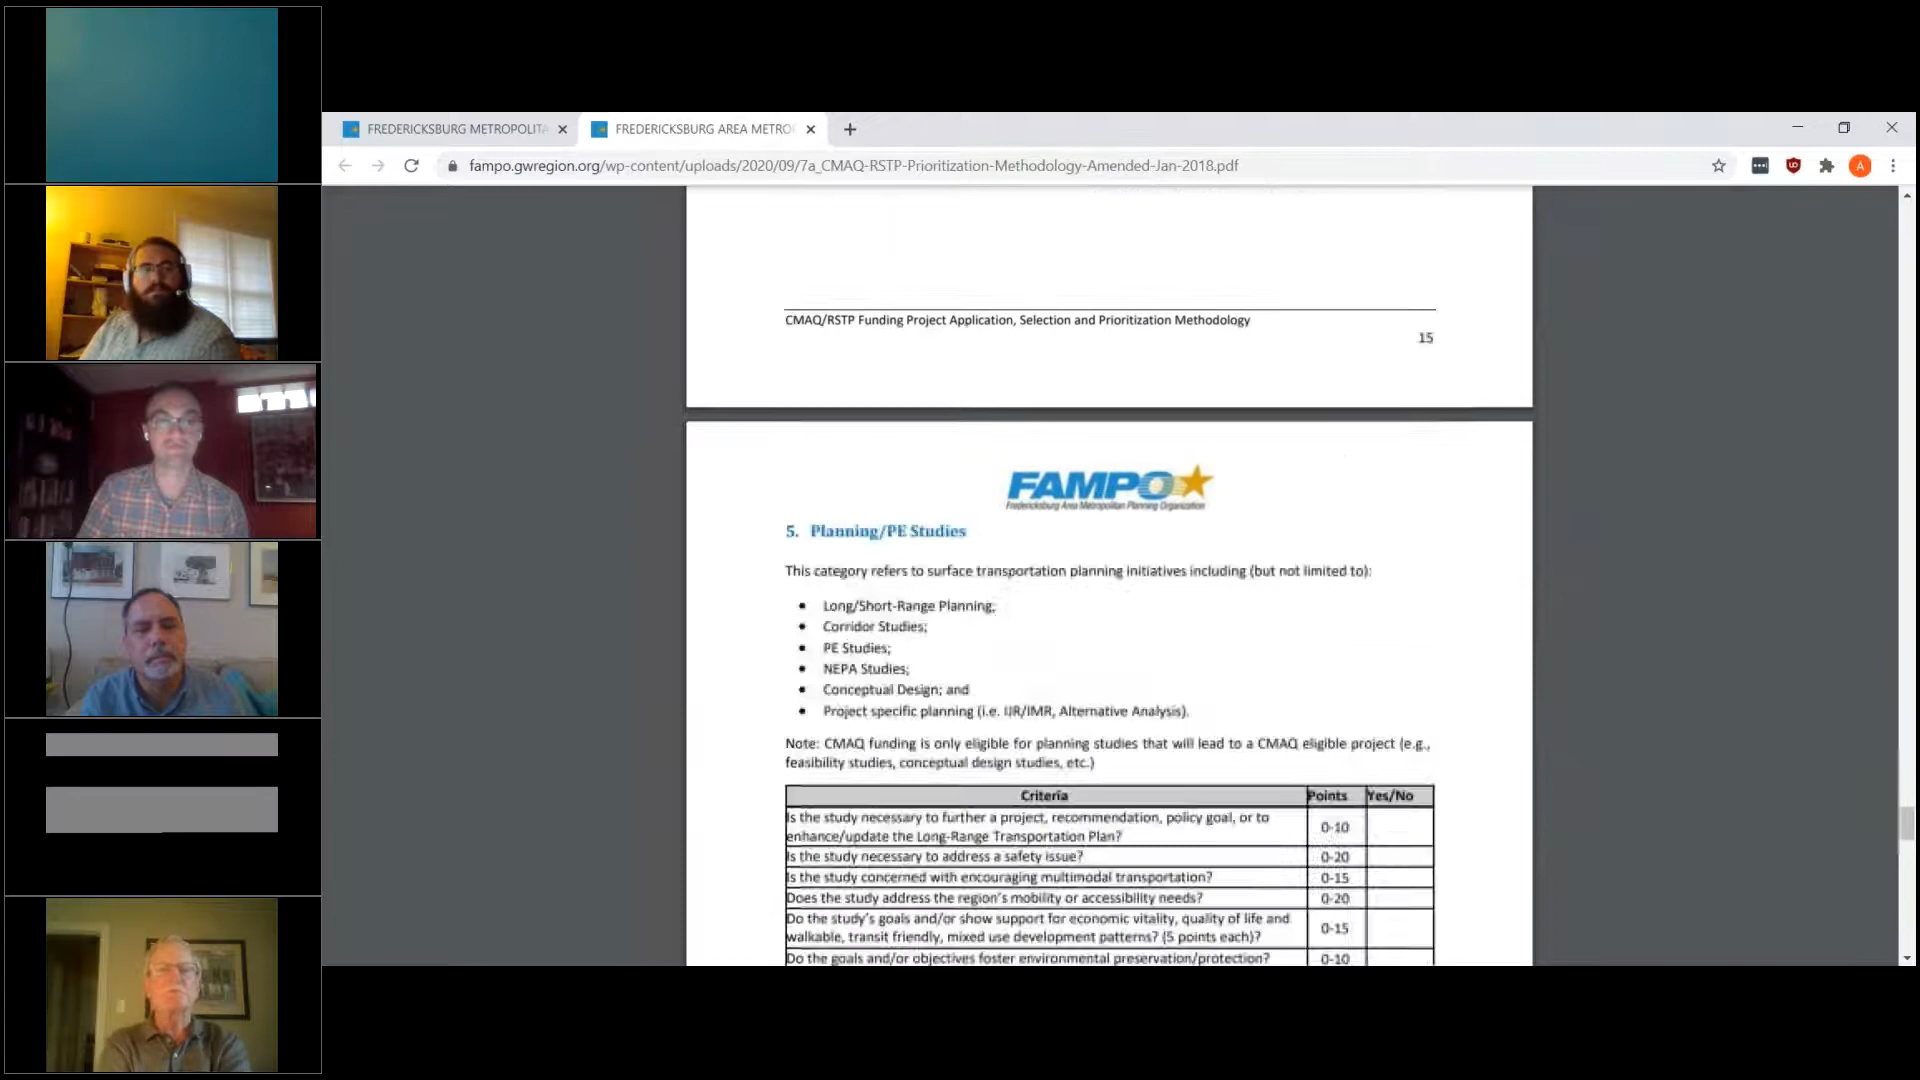 FREDERICKSBURG METROPOLITA
FREDERICKSBURG AREA METRO
fampo.gwregion.org/wp-content/uploads/2020/09/7a_CMAQ-RSTP-Prioritization-Methodology-Amended-Jan-2018.pdf
A
CMAQ/RSTP Funding Project Application, Selection and Prioritization Methodology
15
FAMPO
Fredericksburg Area Metropolitan Planning Organization
5. Planning/PE Studies
This category refers to surface transportation planning initiatives including (but not limited to):
• Long/Short-Range Planning;
• Corridor Studies;
• PE Studies;
• NEPA Studies;
• Conceptual Design; and
• Project specific planning (i.e. IJR/IMR, Alternative Analysis).
Note: CMAQ funding is only eligible for planning studies that will lead to a CMAQ eligible project (e.g.,
feasibility studies, conceptual design studies, etc.)
Criteria Points Yes/No
Is the study necessary to further a project, recommendation, policy goal, or to
enhance/update the Long-Range Transportation Plan? 0-10
Is the study necessary to address a safety issue? 0-20
Is the study concerned with encouraging multimodal transportation? 0-15
Does the study address the region's mobility or accessibility needs? 0-20
Do the study's goals and/or show support for economic vitality, quality of life and
walkable, transit friendly, mixed use development patterns? (5 points each)? 0-15
Do the goals and/or objectives foster environmental preservation/protection? 0-10